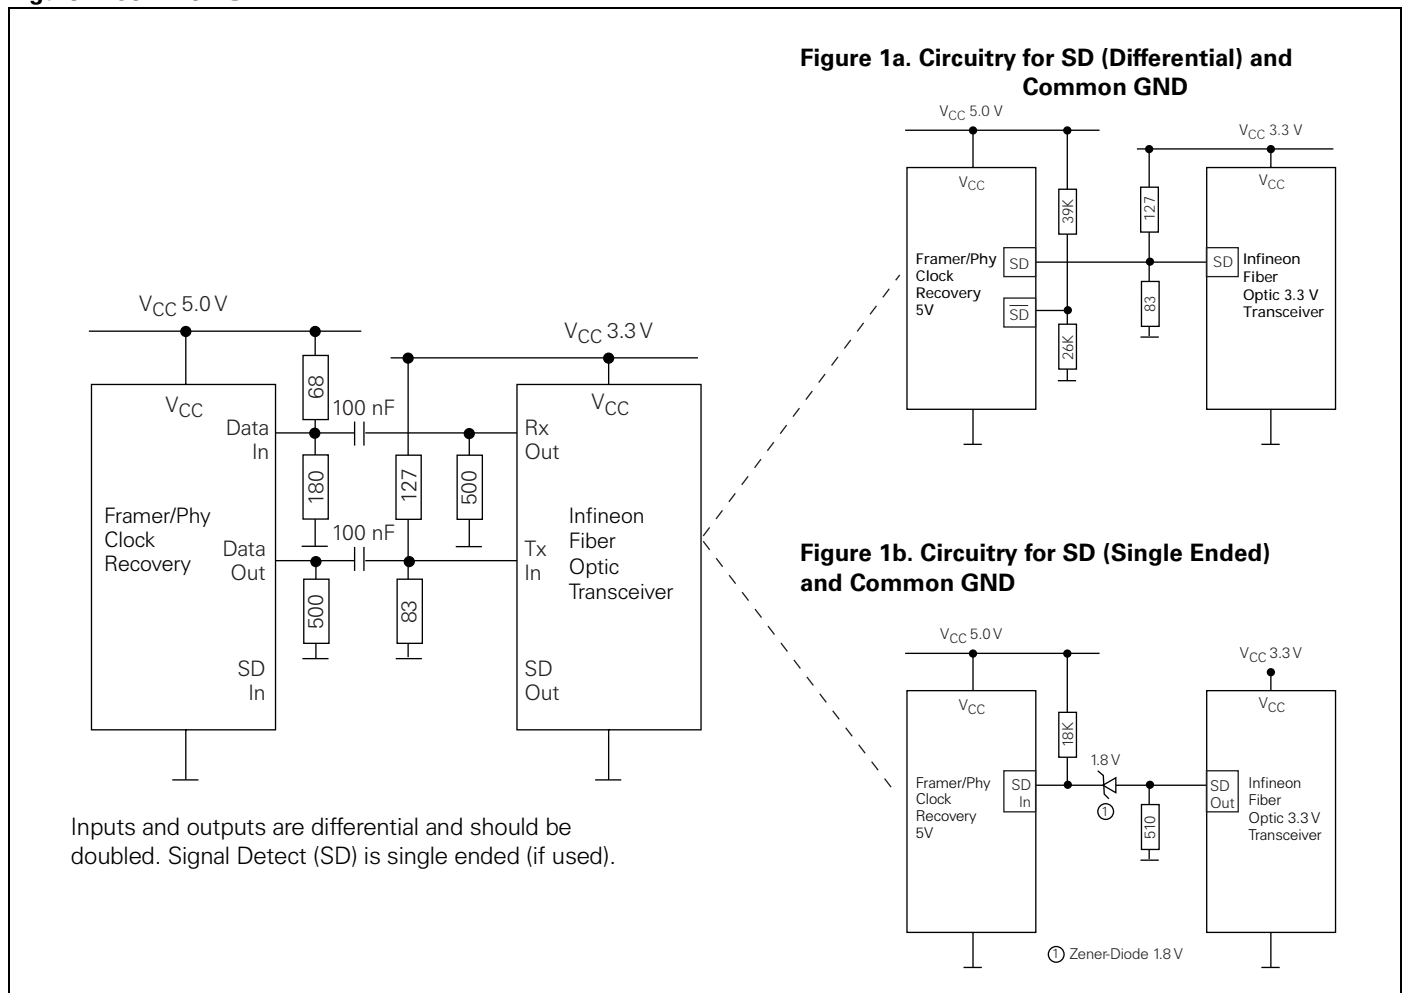 Figure 1a. Circuitry for SD (Differential) and
Common GND
VCC 5.0 V
VCC 3.3 V
VCC
VCC
39K
127
Framer/Phy
Clock
Recovery
5V
SD
SD
SD
Infineon
Fiber
Optic 3.3 V
Transceiver
83
26K
VCC 5.0 V
VCC 3.3 V
68
VCC
100 nF
VCC
Data
In
Rx
Out
180
127
500
Framer/Phy
Clock
Recovery
100 nF
Infineon
Fiber
Optic
Transceiver
Data
Out
Tx
In
500
83
SD
In
SD
Out
Inputs and outputs are differential and should be
doubled. Signal Detect (SD) is single ended (if used).
Figure 1b. Circuitry for SD (Single Ended)
and Common GND
VCC 5.0 V
VCC 3.3 V
VCC
VCC
18K
1.8 V
Framer/Phy
Clock
Recovery
5V
SD
In
1
510
SD
Out
Infineon
Fiber
Optic 3.3 V
Transceiver
1 Zener-Diode 1.8 V